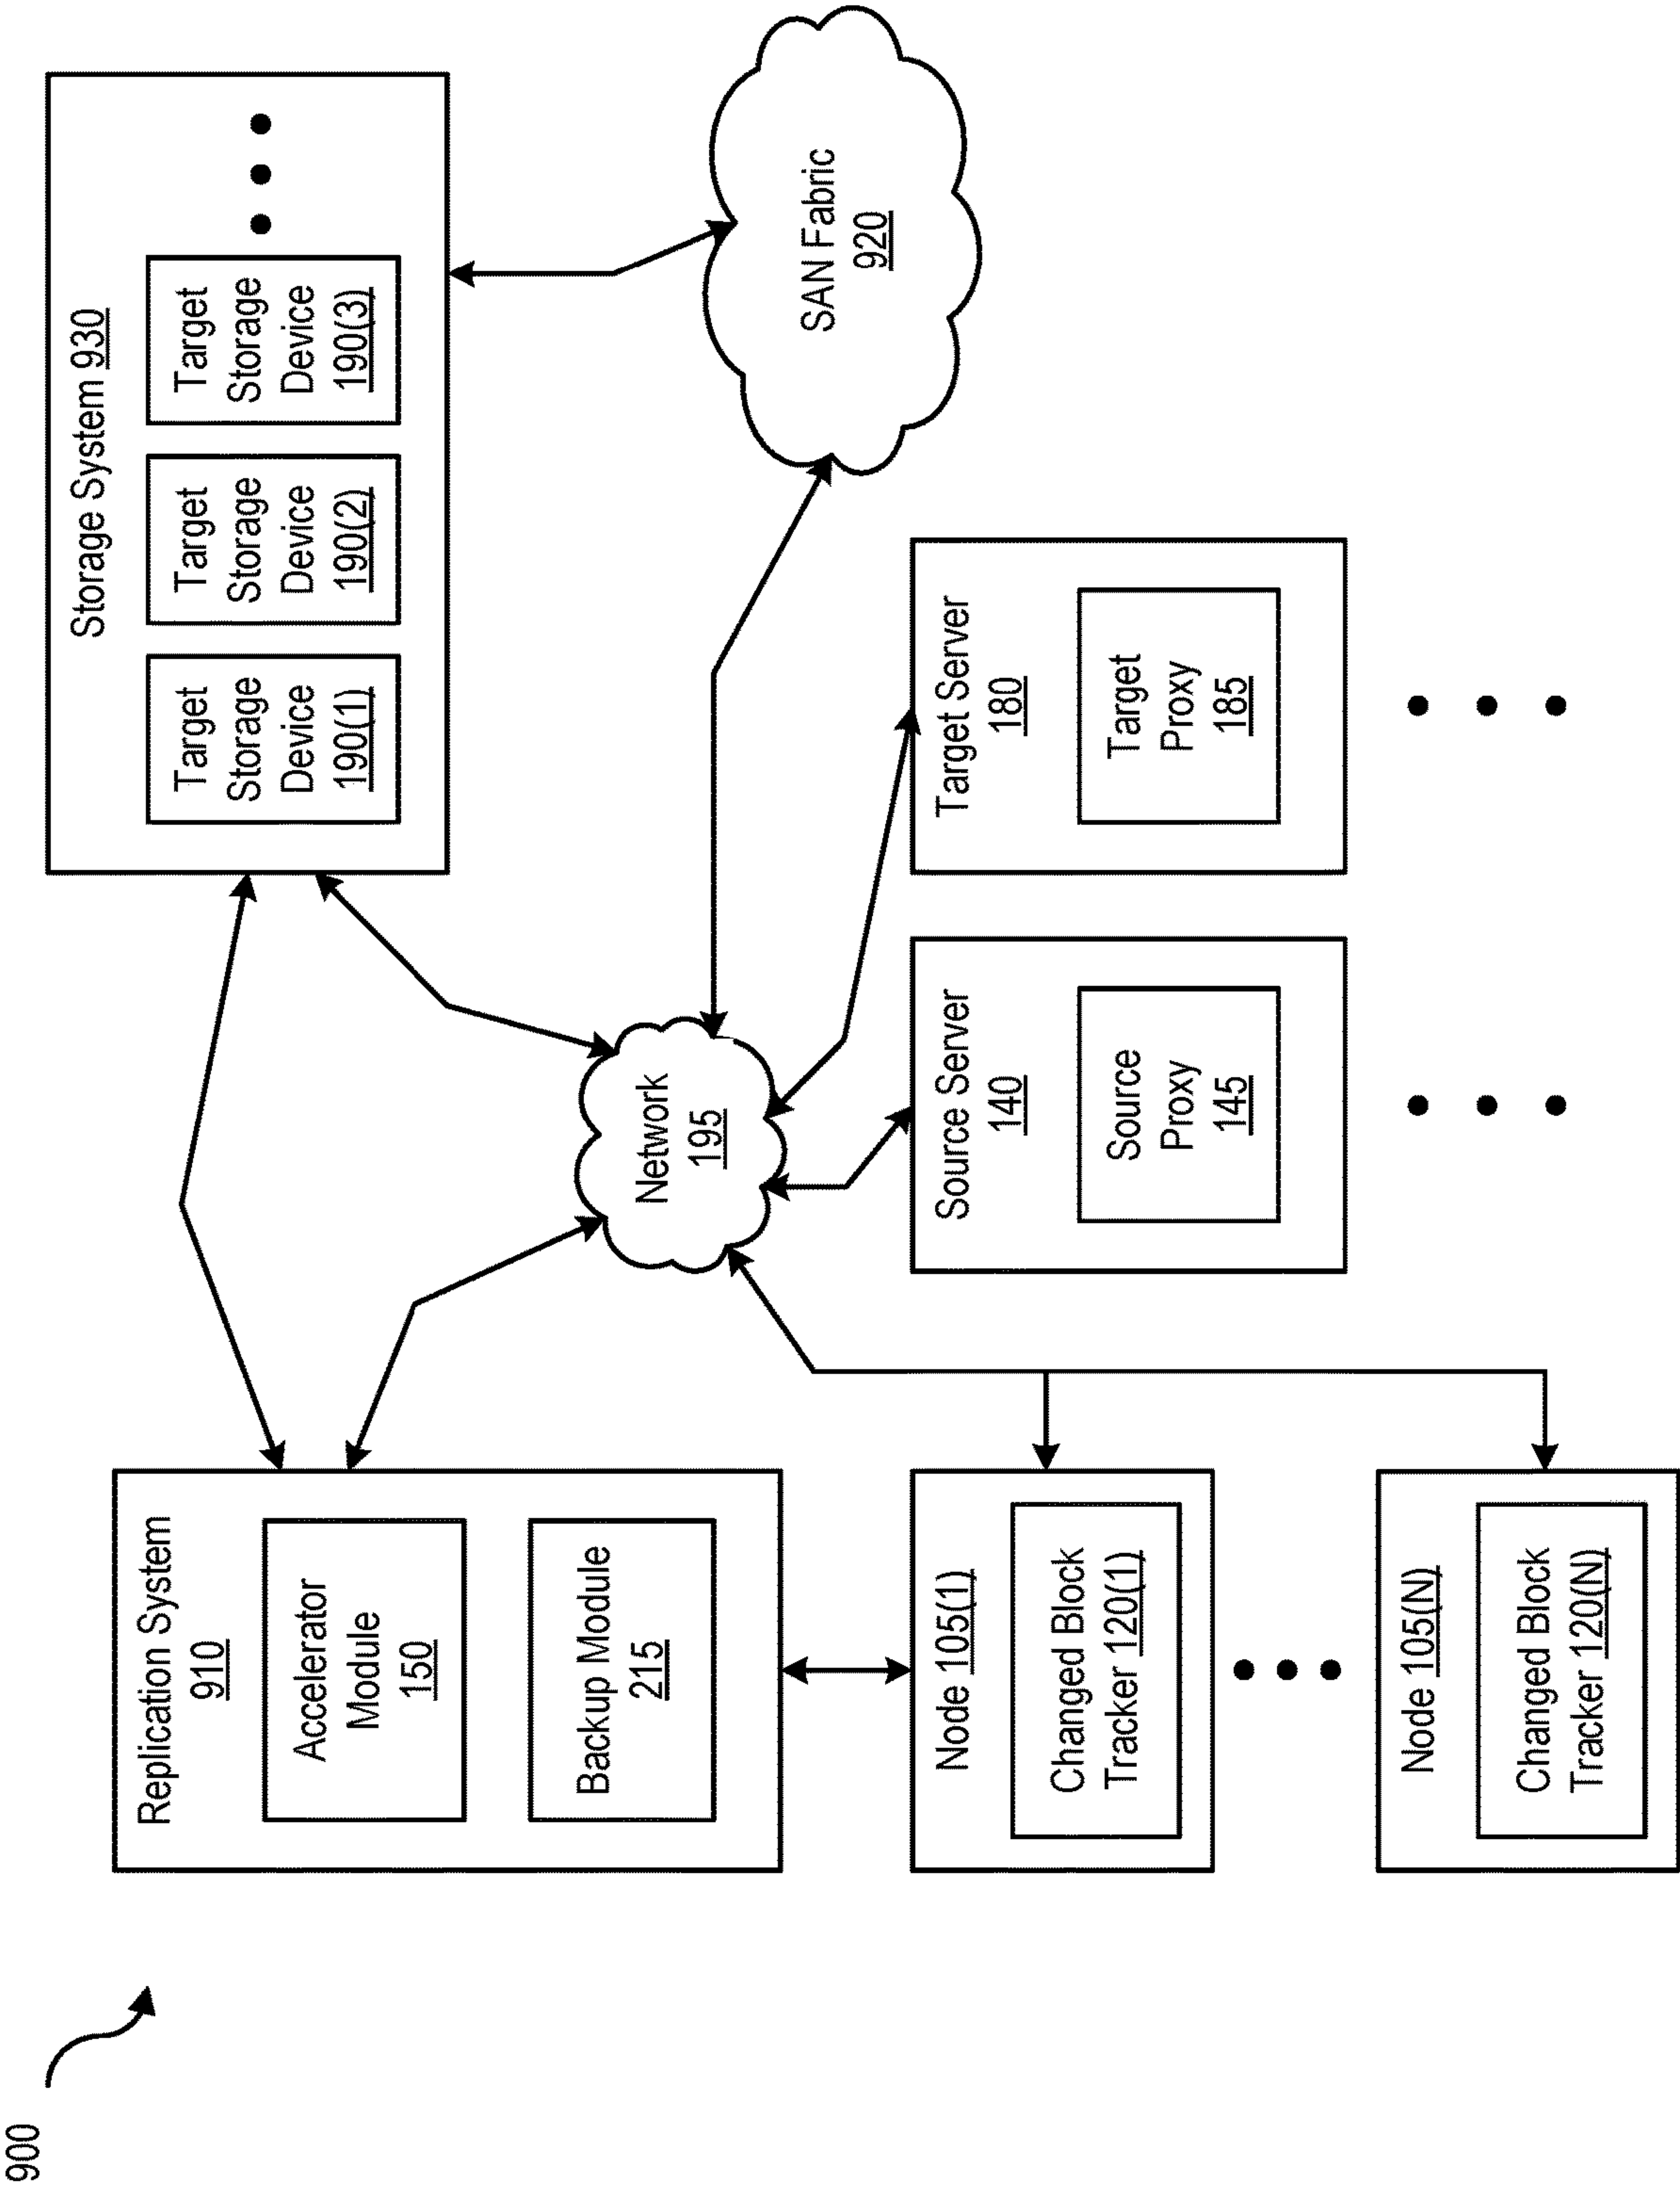 900
Replication System
910
Accelerator
Module
150
Backup Module
215
Storage System 930
Target
Storage
Device
190(1)
Target
Storage
Device
190(2)
Target
Storage
Device
190(3)
Network
195
SAN Fabric
920
Node 105(1)
Changed Block
Tracker 120(1)
Node 105(N)
Changed Block
Tracker 120(N)
Source Server
140
Source
Proxy
145
Target Server
180
Target
Proxy
185